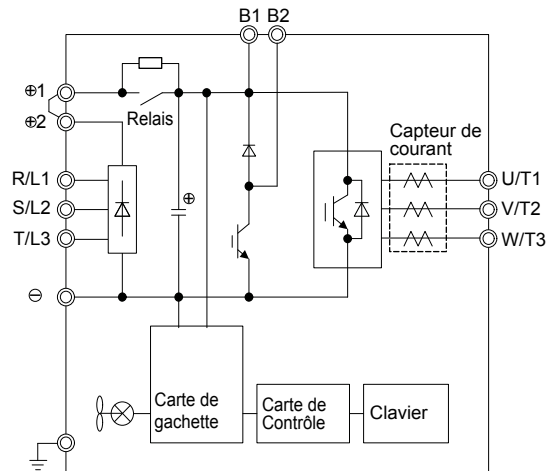 B1 B2
⊕1
⊕2
Relais
Capteur de
courant
R/L1
S/L2
T/L3
⊕
U/T1
V/T2
W/T3
⊖
Carte de
gachette
Carte de
Contrôle
Clavier